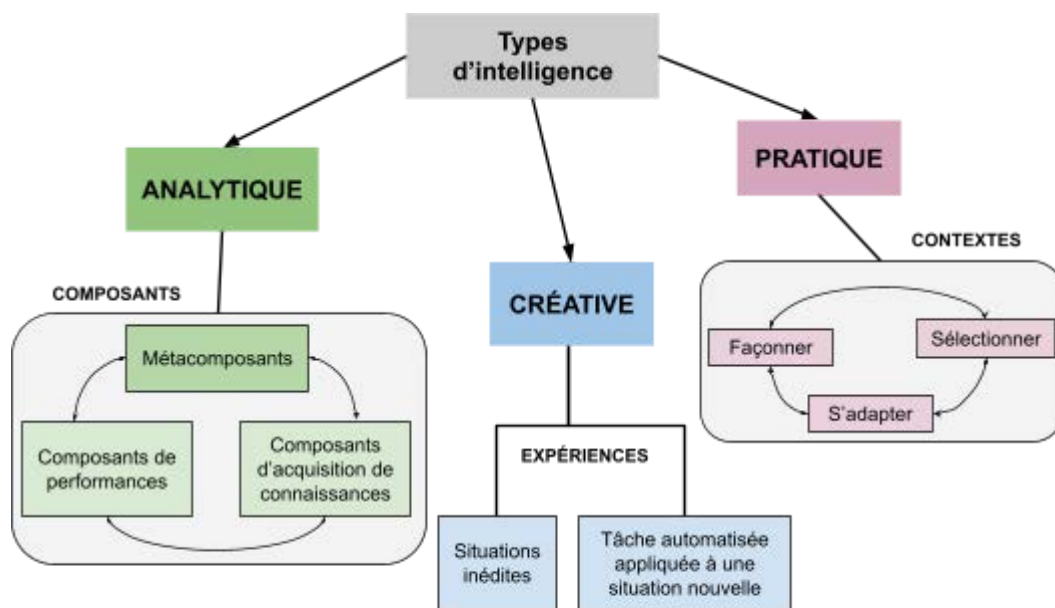 Types
d'intelligence
ANALYTIQUE
COMPOSANTS
Métacomposants
Composants de
performances
Composants
d'acquisition de
connaissances
CRÉATIVE
EXPÉRIENCES
Situations
inédites
Tâche automatisée
appliquée à une
situation nouvelle
PRATIQUE
CONTEXTES
Façonner
Sélectionner
S'adapter